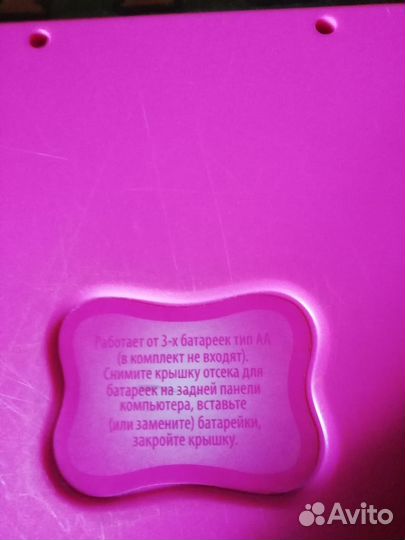 Работает от 3-х батареек тип АА
(в комплект не входят).
Снимите крышку отсека для
батареек на задней панели
компьютера, вставьте
(или замените) батарейки,
закройте крышку.
Avito